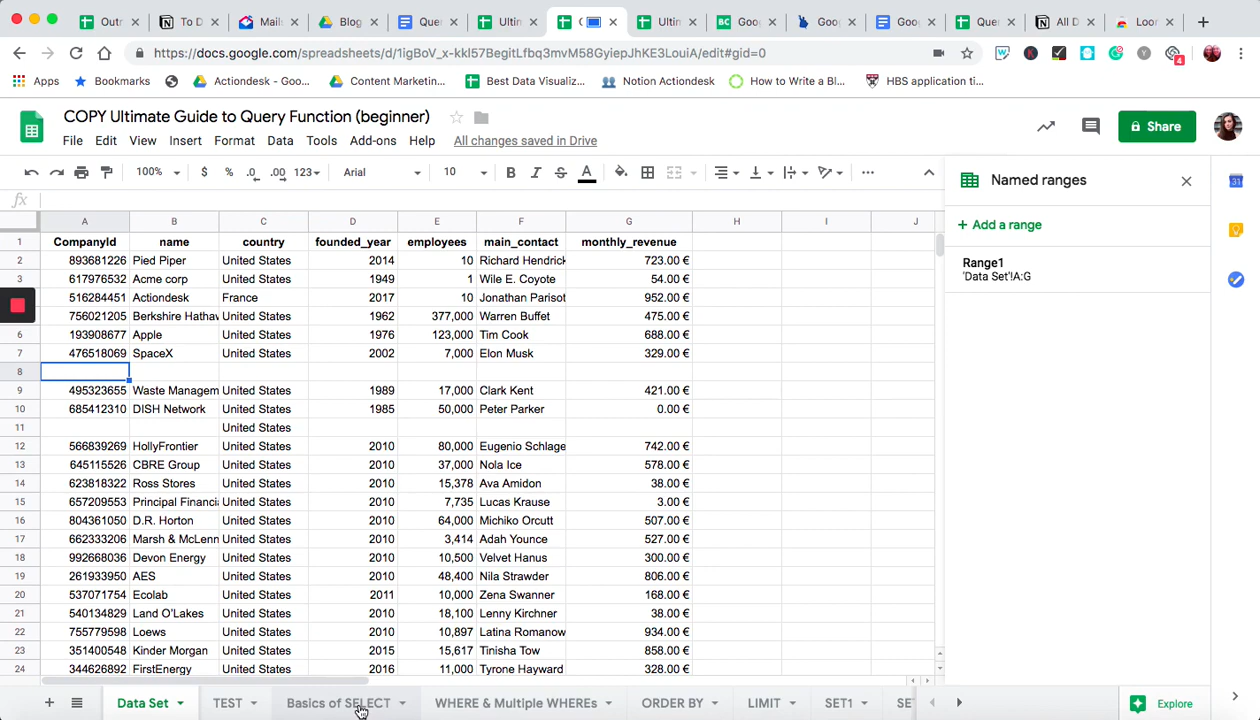 Outr
To D
Mails
Blog
Que
Ultin
Ultin
Goo
Goo
Goo
Que
All D
Loon
https://docs.google.com/spreadsheets/d/1igBoV_x-kkl57BegitLfbq3mvM58GyiepJhKE3LouiA/edit#gid=0
Apps Bookmarks Actiondesk - Goo... Content Marketin... Best Data Visualiz... Notion Actiondesk How to Write a Blo... HBS application ti...
COPY Ultimate Guide to Query Function (beginner)
File Edit View Insert Format Data Tools Add-ons Help All changes saved in Drive
Share
100% $ % .0 .00 123 Arial 10 B I S A
fx
Named ranges
+ Add a range
Range1
'Data Set'!A:G
A B C D E F G H I J
1 CompanyId name country founded_year employees main_contact monthly_revenue
2 893681226 Pied Piper United States 2014 10 Richard Hendrick 723.00 €
3 617976532 Acme corp United States 1949 1 Wile E. Coyote 54.00 €
516284451 Actiondesk France 2017 10 Jonathan Parisot 952.00 €
756021205 Berkshire Hathaw United States 1962 377,000 Warren Buffet 475.00 €
6 193908677 Apple United States 1976 123,000 Tim Cook 688.00 €
7 476518069 SpaceX United States 2002 7,000 Elon Musk 329.00 €
8
9 495323655 Waste Managem United States 1989 17,000 Clark Kent 421.00 €
10 685412310 DISH Network United States 1985 50,000 Peter Parker 0.00 €
11 United States
12 566839269 HollyFrontier United States 2010 80,000 Eugenio Schlage 742.00 €
13 645115526 CBRE Group United States 2010 37,000 Nola Ice 578.00 €
14 623818322 Ross Stores United States 2010 15,378 Ava Amidon 38.00 €
15 657209553 Principal Financi United States 2010 7,735 Lucas Krause 3.00 €
16 804361050 D.R. Horton United States 2010 64,000 Michiko Orcutt 507.00 €
17 662333206 Marsh & McLenn United States 2010 3,414 Adah Younce 527.00 €
18 992668036 Devon Energy United States 2010 10,500 Velvet Hanus 300.00 €
19 261933950 AES United States 2010 48,400 Nila Strawder 806.00 €
20 537071754 Ecolab United States 2011 10,000 Zena Swanner 168.00 €
21 540134829 Land O'Lakes United States 2010 18,100 Lenny Kirchner 38.00 €
22 755779598 Loews United States 2010 10,897 Latina Romanow 934.00 €
23 351400548 Kinder Morgan United States 2015 15,617 Tinisha Tow 858.00 €
24 344626892 FirstEnergy United States 2016 11,000 Tyrone Hayward 328.00 €
Data Set TEST Basics of SELECT WHERE & Multiple WHEREs ORDER BY LIMIT SET1 SE
Explore